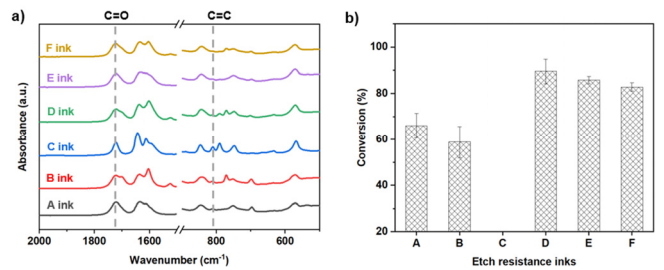 a)
C=O
C=C
F ink
E ink
D ink
C ink
B ink
A ink
Absorbance (a.u.)
2000
1800
1600
800
600
Wavenumber (cm⁻¹)
b)
100
80
60
40
20
Conversion (%)
A
B
C
D
E
F
Etch resistance inks